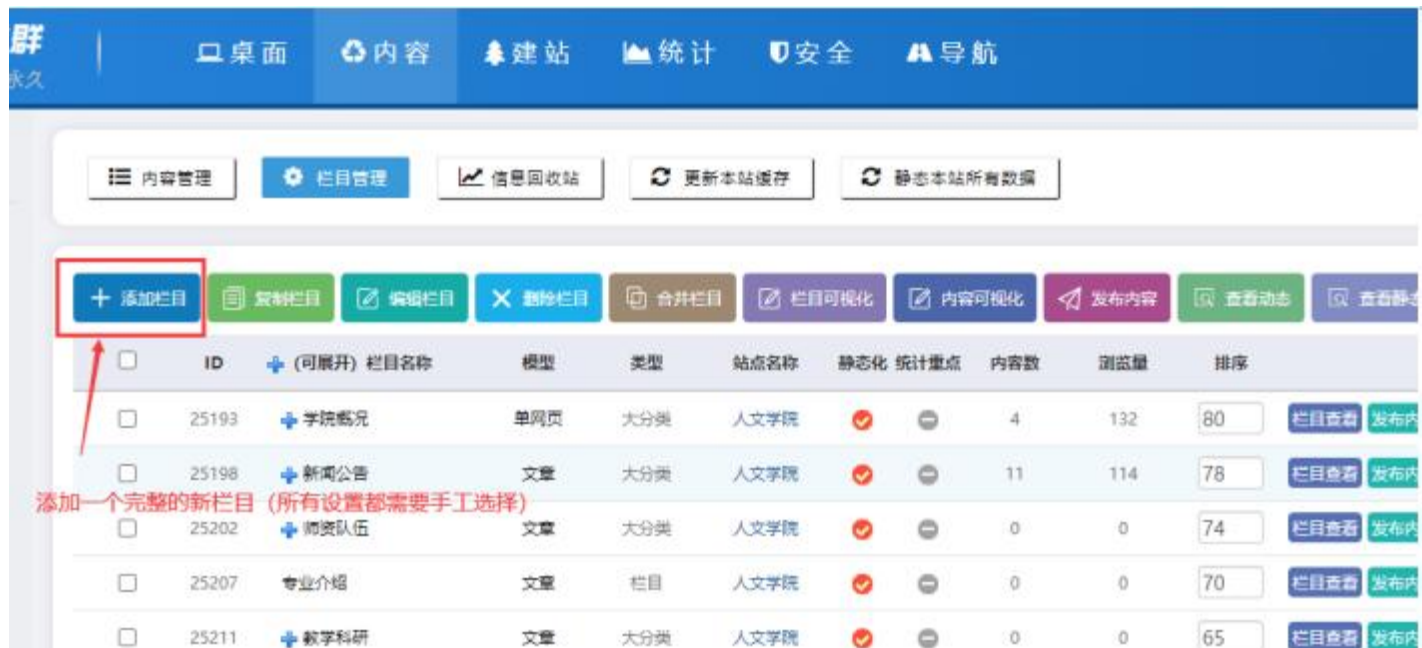 群
永久
桌面 内容 建站 统计 安全 导航
内容管理 栏目管理 信息回收站 更新本站缓存 静态本站所有数据
添加栏目 复制栏目 编辑栏目 删除栏目 合并栏目 栏目可视化 内容可视化 发布内容 查看动态 查看静态
ID (可展开) 栏目名称 模型 类型 站点名称 静态化 统计重点 内容数 浏览量 排序
25193 学院概况 单网页 大分类 人文学院 4 132 80 栏目查看 发布内
25198 新闻公告 文章 大分类 人文学院 11 114 78 栏目查看 发布内
添加一个完整的新栏目（所有设置都需要手工选择）
25202 师资队伍 文章 大分类 人文学院 0 0 74 栏目查看 发布内
25207 专业介绍 文章 栏目 人文学院 0 0 70 栏目查看 发布内
25211 教学科研 文章 大分类 人文学院 0 0 65 栏目查看 发布内